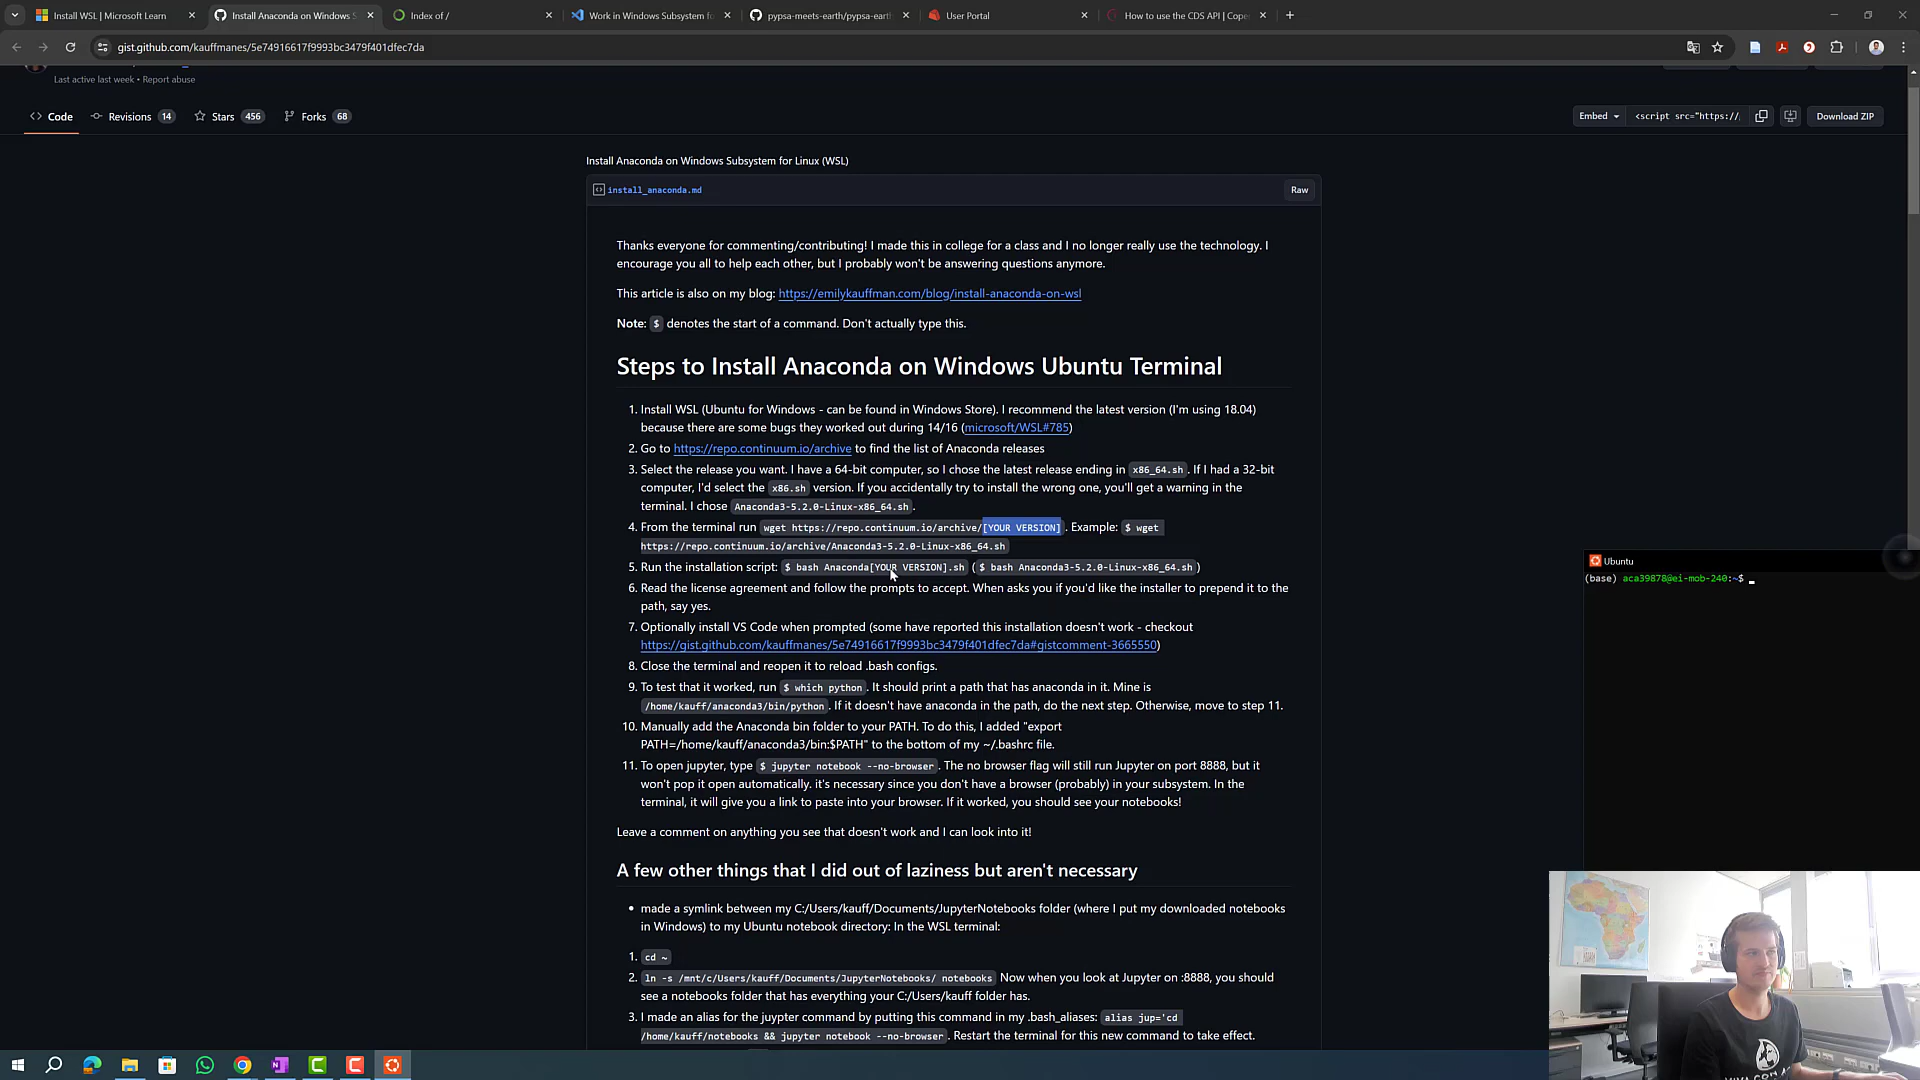 Install WSL | Microsoft Learn
Install Anaconda on Windows S
Index of /
Work in Windows Subsystem fo
pypsa-meets-earth/pypsa-earth
User Portal
How to use the CDS API | Coper
gist.github.com/kauffmanes/5e74916617f9993bc3479f401dfec7da
Last active last week • Report abuse
Code
Revisions 14
Stars 456
Forks 68
Embed
<script src="https:/
Download ZIP
Install Anaconda on Windows Subsystem for Linux (WSL)
install_anaconda.md
Raw
Thanks everyone for commenting/contributing! I made this in college for a class and I no longer really use the technology. I
encourage you all to help each other, but I probably won't be answering questions anymore.
This article is also on my blog: https://emilykauffman.com/blog/install-anaconda-on-wsl
Note: $ denotes the start of a command. Don't actually type this.
Steps to Install Anaconda on Windows Ubuntu Terminal
1. Install WSL (Ubuntu for Windows - can be found in Windows Store). I recommend the latest version (I'm using 18.04)
because there are some bugs they worked out during 14/16 (microsoft/WSL#785)
2. Go to https://repo.continuum.io/archive to find the list of Anaconda releases
3. Select the release you want. I have a 64-bit computer, so I chose the latest release ending in x86_64.sh. If I had a 32-bit
computer, I'd select the x86.sh version. If you accidentally try to install the wrong one, you'll get a warning in the
terminal. I chose Anaconda3-5.2.0-Linux-x86_64.sh.
4. From the terminal run wget https://repo.continuum.io/archive/[YOUR VERSION]. Example: $ wget
https://repo.continuum.io/archive/Anaconda3-5.2.0-Linux-x86_64.sh
5. Run the installation script: $ bash Anaconda[YOUR VERSION].sh ($ bash Anaconda3-5.2.0-Linux-x86_64.sh)
6. Read the license agreement and follow the prompts to accept. When asks you if you'd like the installer to prepend it to the
path, say yes.
7. Optionally install VS Code when prompted (some have reported this installation doesn't work - checkout
https://gist.github.com/kauffmanes/5e74916617f9993bc3479f401dfec7da#gistcomment-3665550)
8. Close the terminal and reopen it to reload .bash configs.
9. To test that it worked, run $ which python. It should print a path that has anaconda in it. Mine is
/home/kauff/anaconda3/bin/python. If it doesn't have anaconda in the path, do the next step. Otherwise, move to step 11.
10. Manually add the Anaconda bin folder to your PATH. To do this, I added "export
PATH=/home/kauff/anaconda3/bin:$PATH" to the bottom of my ~/.bashrc file.
11. To open jupyter, type $ jupyter notebook --no-browser. The no browser flag will still run Jupyter on port 8888, but it
won't pop it open automatically. it's necessary since you don't have a browser (probably) in your subsystem. In the
terminal, it will give you a link to paste into your browser. If it worked, you should see your notebooks!
Leave a comment on anything you see that doesn't work and I can look into it!
A few other things that I did out of laziness but aren't necessary
• made a symlink between my C:/Users/kauff/Documents/JupyterNotebooks folder (where I put my downloaded notebooks
in Windows) to my Ubuntu notebook directory: In the WSL terminal:
1. cd ~
2. ln -s /mnt/c/Users/kauff/Documents/JupyterNotebooks/ notebooks Now when you look at Jupyter on :8888, you should
see a notebooks folder that has everything your C:/Users/kauff folder has.
3. I made an alias for the juypter command by putting this command in my .bash_aliases: alias jup='cd
/home/kauff/notebooks && jupyter notebook --no-browser. Restart the terminal for this new command to take effect.
Ubuntu
(base) aca39878@ei-mob-240:~$ _